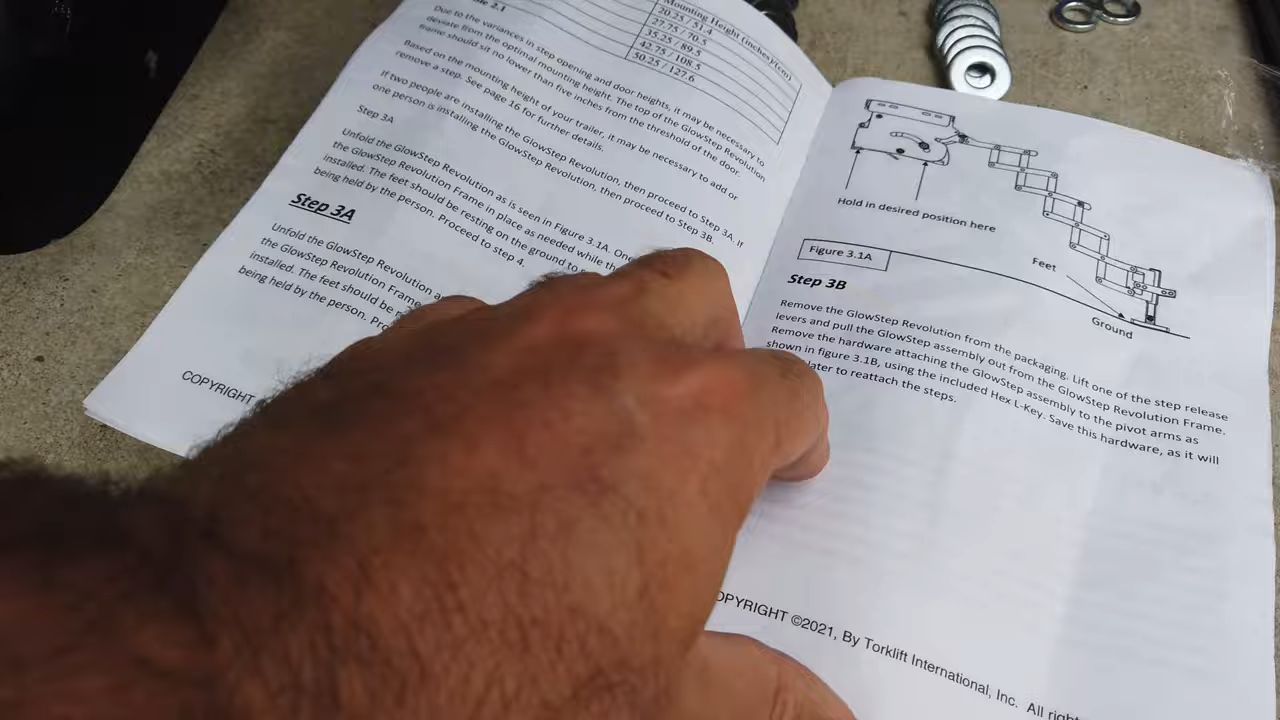 2.1
Mounting Height (inches)/(cm)
20.25 / 51.4
27.75 / 70.5
35.25 / 89.5
42.75 / 108.5
50.25 / 127.6
Due to the variances in step opening and door heights, it may be necessary to
deviate from the optimal mounting height. The top of the GlowStep Revolution
frame should sit no lower than five inches from the threshold of the door.
Based on the mounting height of your trailer, it may be necessary to add or
remove a step. See page 16 for further details.
If two people are installing the GlowStep Revolution, then proceed to Step 3A. If
one person is installing the GlowStep Revolution, then proceed to Step 3B.
Step 3A
Unfold the GlowStep Revolution as is seen in Figure 3.1A. One
the GlowStep Revolution Frame in place as needed while th
installed. The feet should be resting on the ground to
being held by the person. Proceed to step 4.
Step 3A
Unfold the GlowStep Revolution
the GlowStep Revolution Frame
installed. The feet should be
being held by the person.
COPYRIGHT
Hold in desired position here
Figure 3.1A
Feet
Ground
Step 3B
Remove the GlowStep Revolution from the packaging. Lift one of the step release
levers and pull the GlowStep assembly out from the GlowStep Revolution Frame.
Remove the hardware attaching the GlowStep assembly to the pivot arms as
shown in figure 3.1B, using the included Hex L-Key. Save this hardware, as it will
later to reattach the steps.
OPYRIGHT ©2021, By Torklift International, Inc. All right